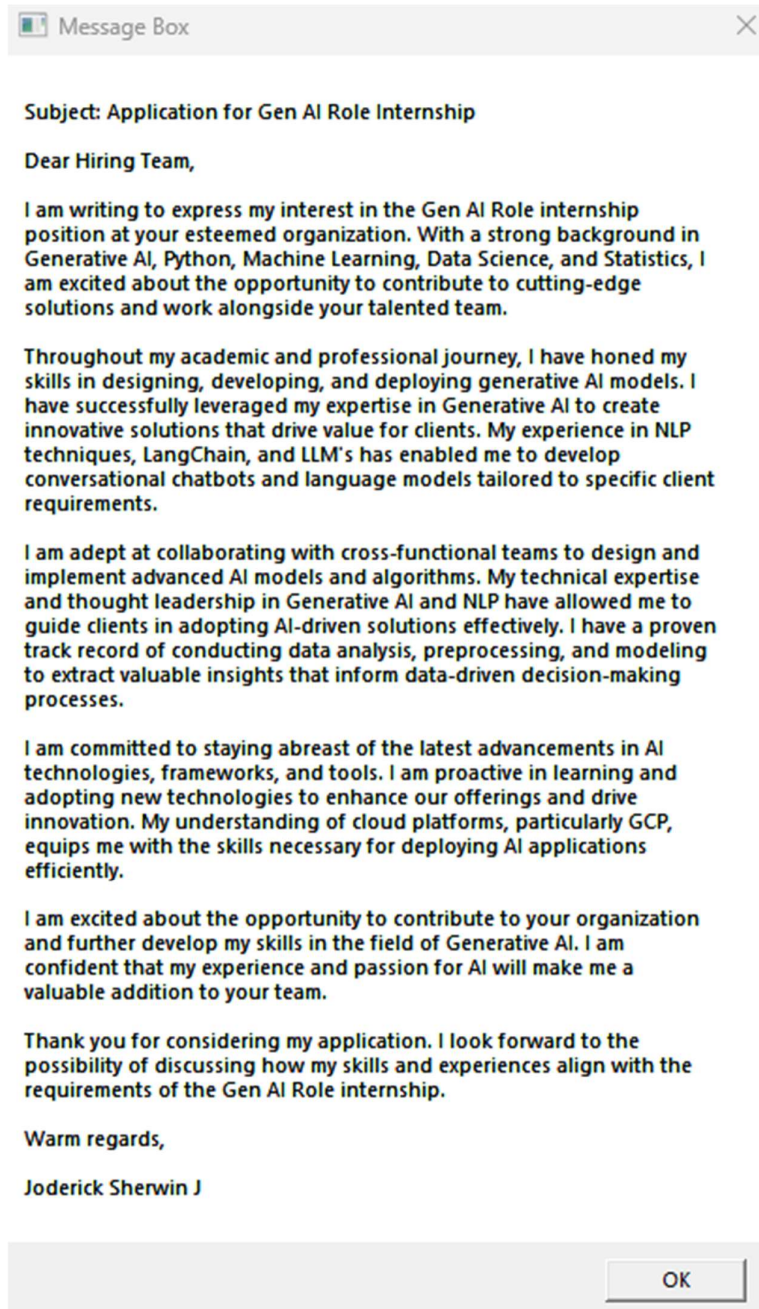 Message Box
Subject: Application for Gen AI Role Internship
Dear Hiring Team,
I am writing to express my interest in the Gen AI Role internship
position at your esteemed organization. With a strong background in
Generative AI, Python, Machine Learning, Data Science, and Statistics, I
am excited about the opportunity to contribute to cutting-edge
solutions and work alongside your talented team.
Throughout my academic and professional journey, I have honed my
skills in designing, developing, and deploying generative AI models. I
have successfully leveraged my expertise in Generative AI to create
innovative solutions that drive value for clients. My experience in NLP
techniques, LangChain, and LLM's has enabled me to develop
conversational chatbots and language models tailored to specific client
requirements.
I am adept at collaborating with cross-functional teams to design and
implement advanced AI models and algorithms. My technical expertise
and thought leadership in Generative AI and NLP have allowed me to
guide clients in adopting AI-driven solutions effectively. I have a proven
track record of conducting data analysis, preprocessing, and modeling
to extract valuable insights that inform data-driven decision-making
processes.
I am committed to staying abreast of the latest advancements in AI
technologies, frameworks, and tools. I am proactive in learning and
adopting new technologies to enhance our offerings and drive
innovation. My understanding of cloud platforms, particularly GCP,
equips me with the skills necessary for deploying AI applications
efficiently.
I am excited about the opportunity to contribute to your organization
and further develop my skills in the field of Generative AI. I am
confident that my experience and passion for AI will make me a
valuable addition to your team.
Thank you for considering my application. I look forward to the
possibility of discussing how my skills and experiences align with the
requirements of the Gen AI Role internship.
Warm regards,
Joderick Sherwin J
OK